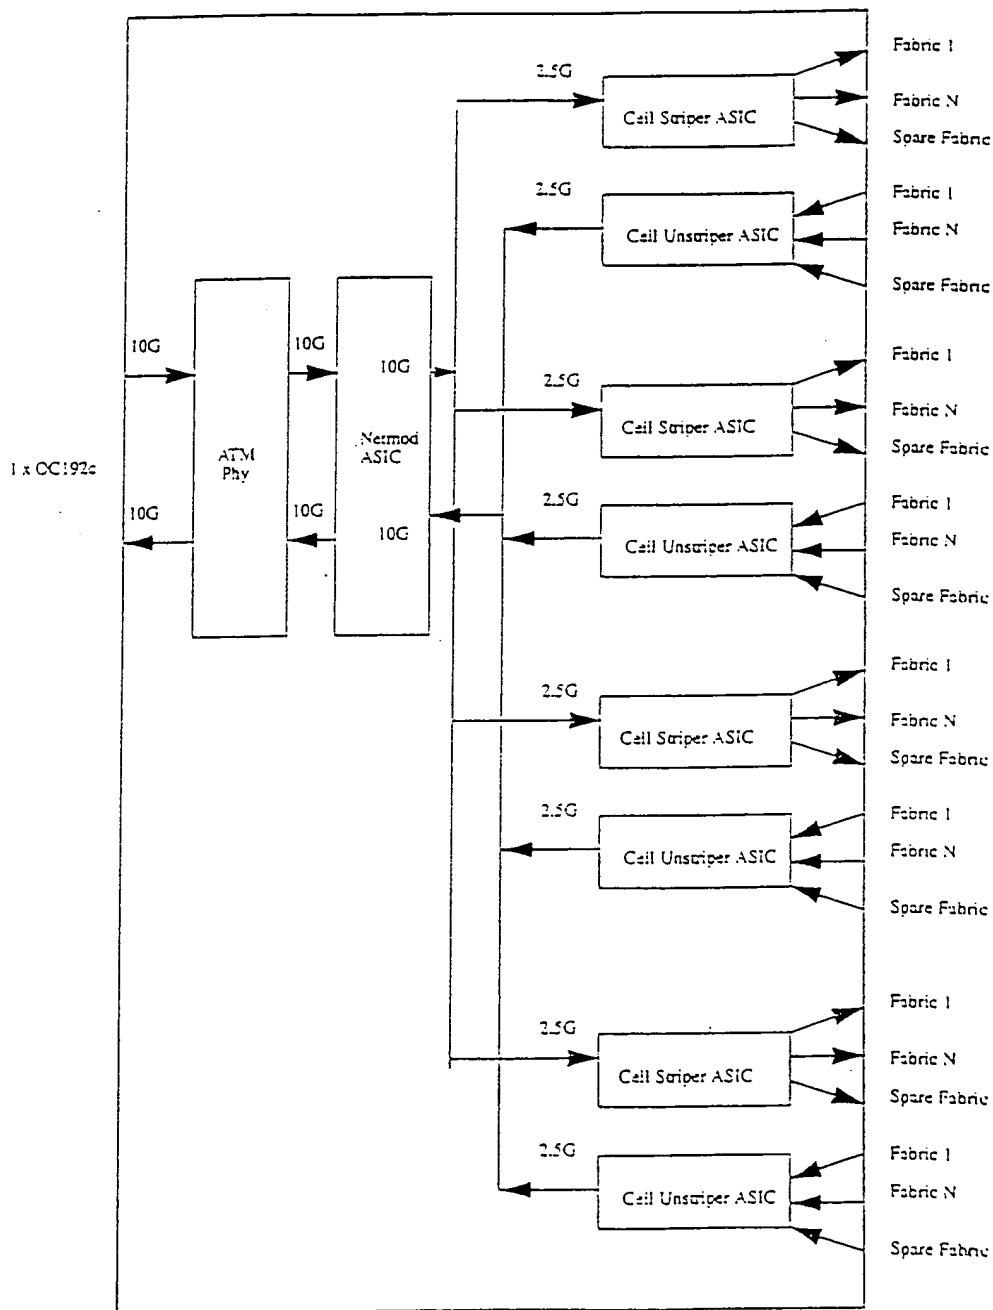 Fabric 1
2.5G
Fabric N
Cell Striper ASIC
Spare Fabric
2.5G
Fabric 1
Fabric N
Cell Unstriper ASIC
Spare Fabric
10G
10G
10G
Fabric 1
2.5G
Fabric N
Cell Striper ASIC
Spare Fabric
1 x OC192c
ATM
Phy
Nermod
ASIC
10G
10G
10G
2.5G
Fabric 1
Fabric N
Cell Unstriper ASIC
Spare Fabric
Fabric 1
2.5G
Fabric N
Cell Striper ASIC
Spare Fabric
2.5G
Fabric 1
Fabric N
Cell Unstriper ASIC
Spare Fabric
Fabric 1
2.5G
Fabric N
Cell Striper ASIC
Spare Fabric
2.5G
Fabric 1
Fabric N
Cell Unstriper ASIC
Spare Fabric